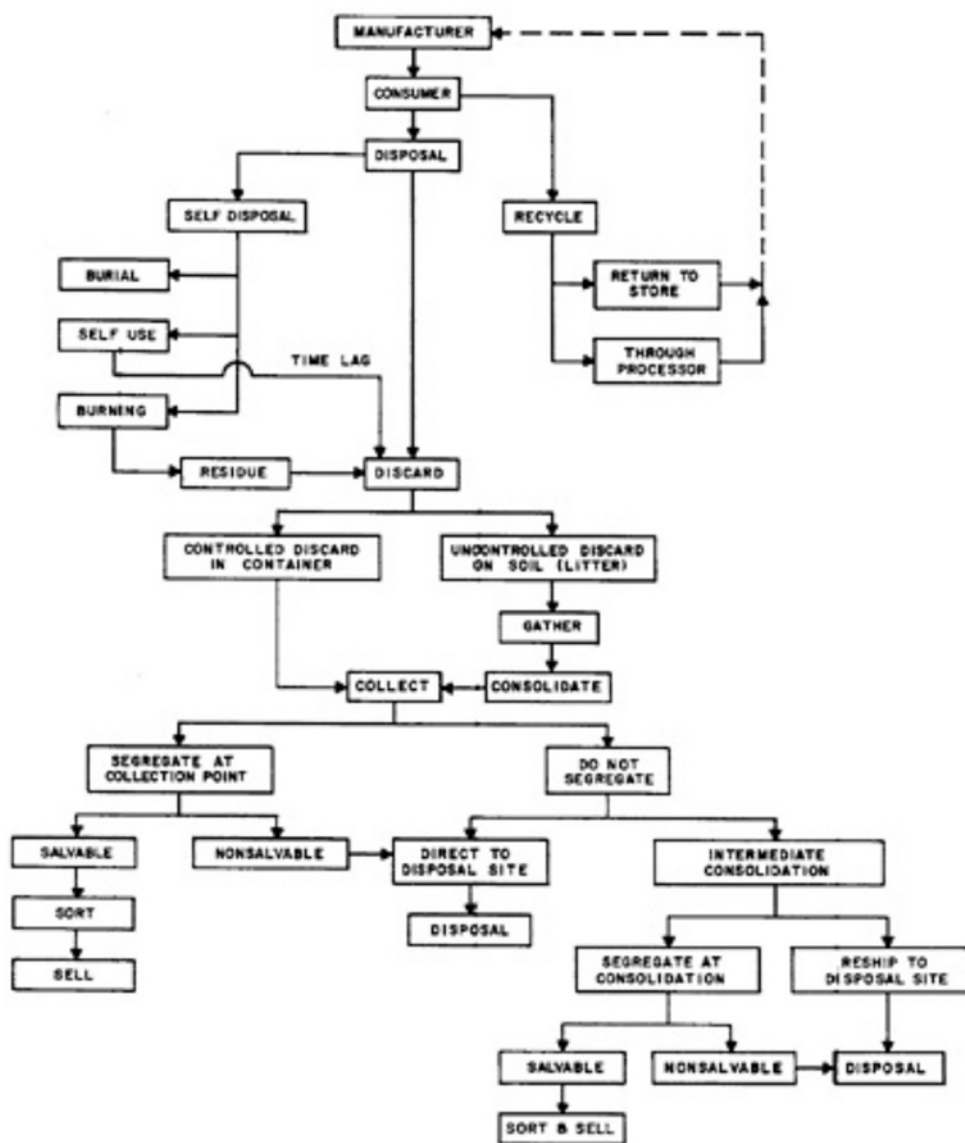 MANUFACTURER
CONSUMER
DISPOSAL
SELF DISPOSAL
RECYCLE
BURIAL
RETURN TO
STORE
SELF USE
TIME LAG
THROUGH
PROCESSOR
BURNING
RESIDUE
DISCARD
CONTROLLED DISCARD
IN CONTAINER
UNCONTROLLED DISCARD
ON SOIL (LITTER)
GATHER
COLLECT
CONSOLIDATE
SEGREGATE AT
COLLECTION POINT
DO NOT
SEGREGATE
SALVABLE
NONSALVABLE
DIRECT TO
DISPOSAL SITE
INTERMEDIATE
CONSOLIDATION
SORT
DISPOSAL
SELL
SEGREGATE AT
CONSOLIDATION
RESHIP TO
DISPOSAL SITE
SALVABLE
NONSALVABLE
DISPOSAL
SORT & SELL